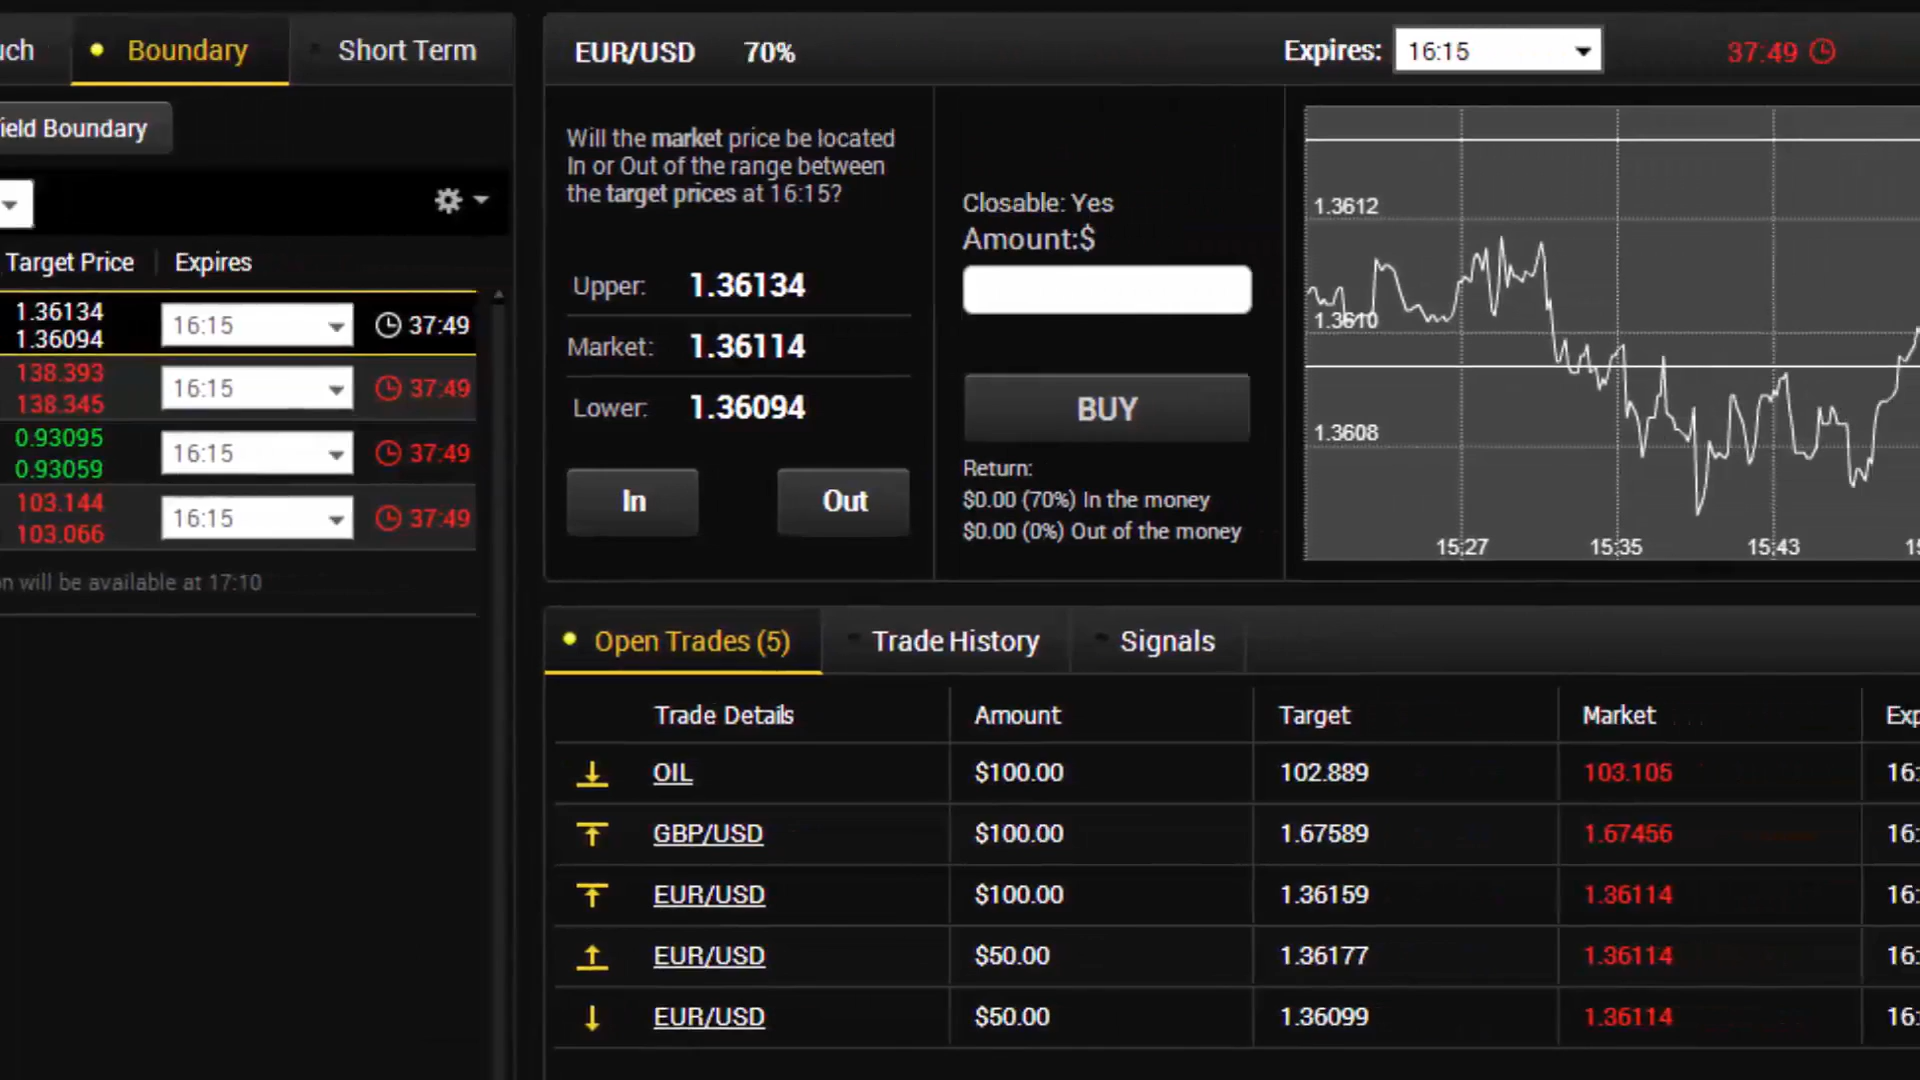 Boundary
Short Term
Boundary
Target Price Expires
1.36134
1.36094
16:15 37:49
138.393
138.345
16:15 37:49
0.93095
0.93059
16:15 37:49
103.144
103.066
16:15 37:49
will be available at 17:10
EUR/USD 70%
Expires: 16:15 37:49
Will the market price be located
In or Out of the range between
the target prices at 16:15?
Upper: 1.36134
Market: 1.36114
Lower: 1.36094
In Out
Closable: Yes
Amount:$
BUY
Return:
$0.00 (70%) In the money
$0.00 (0%) Out of the money
1.3612
1.3610
1.3608
15:27 15:35 15:43
Open Trades (5) Trade History Signals
Trade Details Amount Target Market
OIL $100.00 102.889 103.105
GBP/USD $100.00 1.67589 1.67456
EUR/USD $100.00 1.36159 1.36114
EUR/USD $50.00 1.36177 1.36114
EUR/USD $50.00 1.36099 1.36114